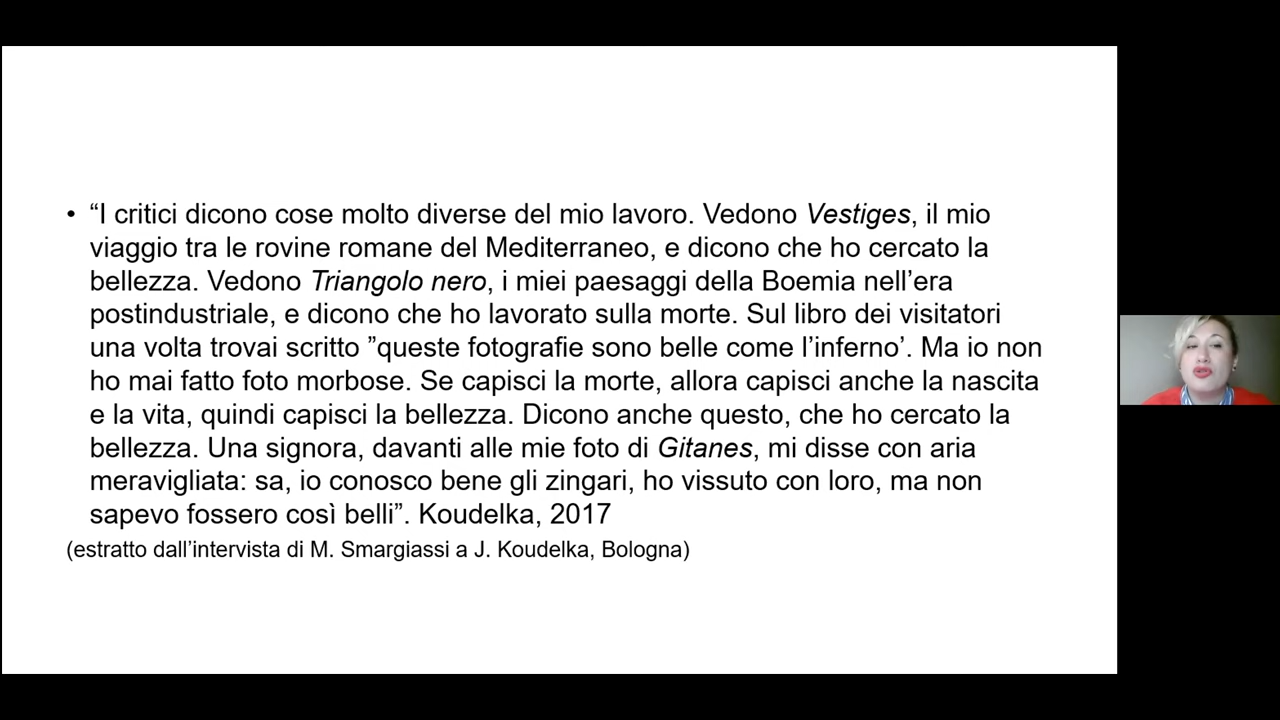 • “I critici dicono cose molto diverse del mio lavoro. Vedono Vestiges, il mio
viaggio tra le rovine romane del Mediterraneo, e dicono che ho cercato la
bellezza. Vedono Triangolo nero, i miei paesaggi della Boemia nell’era
postindustriale, e dicono che ho lavorato sulla morte. Sul libro dei visitatori
una volta trovai scritto ”queste fotografie sono belle come l’inferno’. Ma io non
ho mai fatto foto morbose. Se capisci la morte, allora capisci anche la nascita
e la vita, quindi capisci la bellezza. Dicono anche questo, che ho cercato la
bellezza. Una signora, davanti alle mie foto di Gitanes, mi disse con aria
meravigliata: sa, io conosco bene gli zingari, ho vissuto con loro, ma non
sapevo fossero così belli”. Koudelka, 2017
(estratto dall’intervista di M. Smargiassi a J. Koudelka, Bologna)